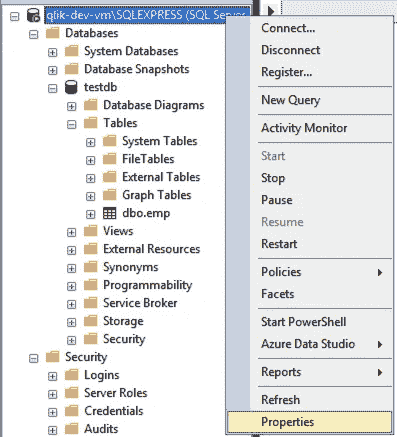 qlik-dev-vm\SQLEXPRESS (SQL Server
Databases
System Databases
Database Snapshots
testdb
Database Diagrams
Tables
System Tables
FileTables
External Tables
Graph Tables
dbo.emp
Views
External Resources
Synonyms
Programmability
Service Broker
Storage
Security
Security
Logins
Server Roles
Credentials
Audits
Connect...
Disconnect
Register...
New Query
Activity Monitor
Start
Stop
Pause
Resume
Restart
Policies
Facets
Start PowerShell
Azure Data Studio
Reports
Refresh
Properties